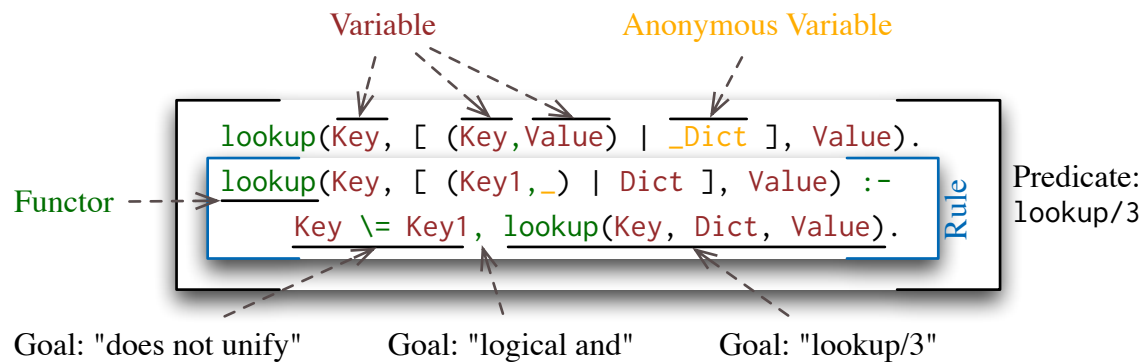 Variable Anonymous Variable
lookup(Key, [ (Key,Value) | _Dict ], Value).
lookup(Key, [ (Key1,_) | Dict ], Value) :-
Key \= Key1, lookup(Key, Dict, Value).
Functor
Rule
Predicate:
lookup/3
Goal: "does not unify" Goal: "logical and" Goal: "lookup/3"